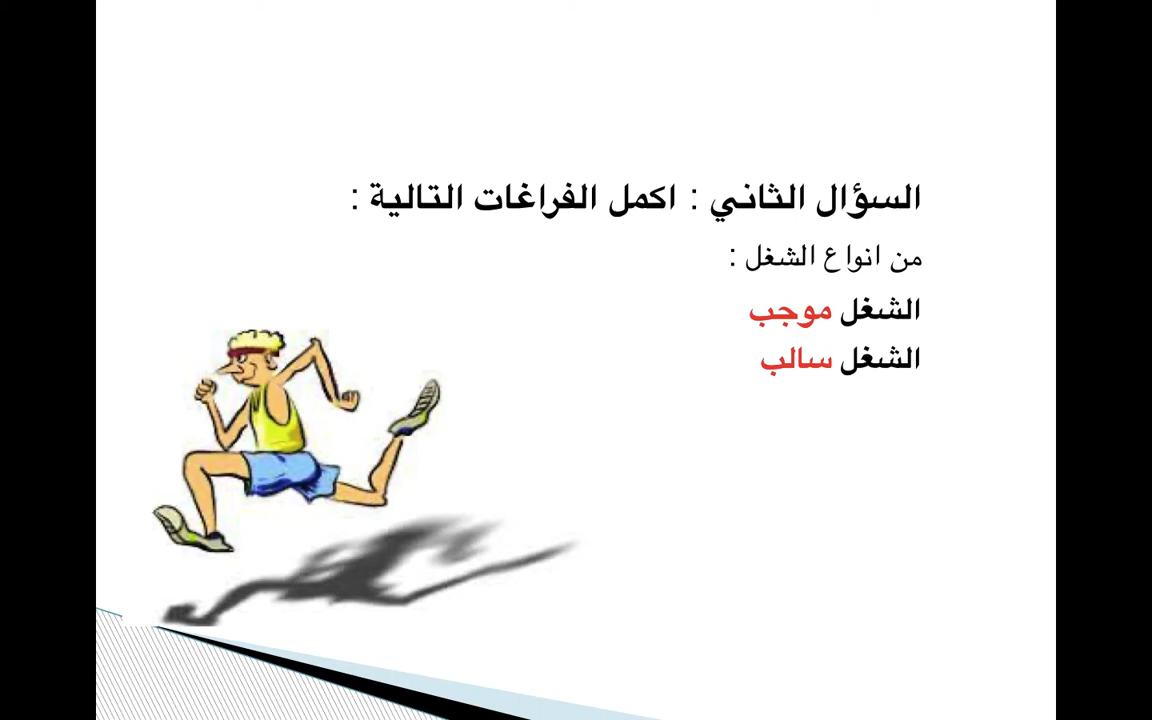 السؤال الثاني : اكمل الفراغات التالية :
من انواع الشغل :
الشغل موجب
الشغل سالب